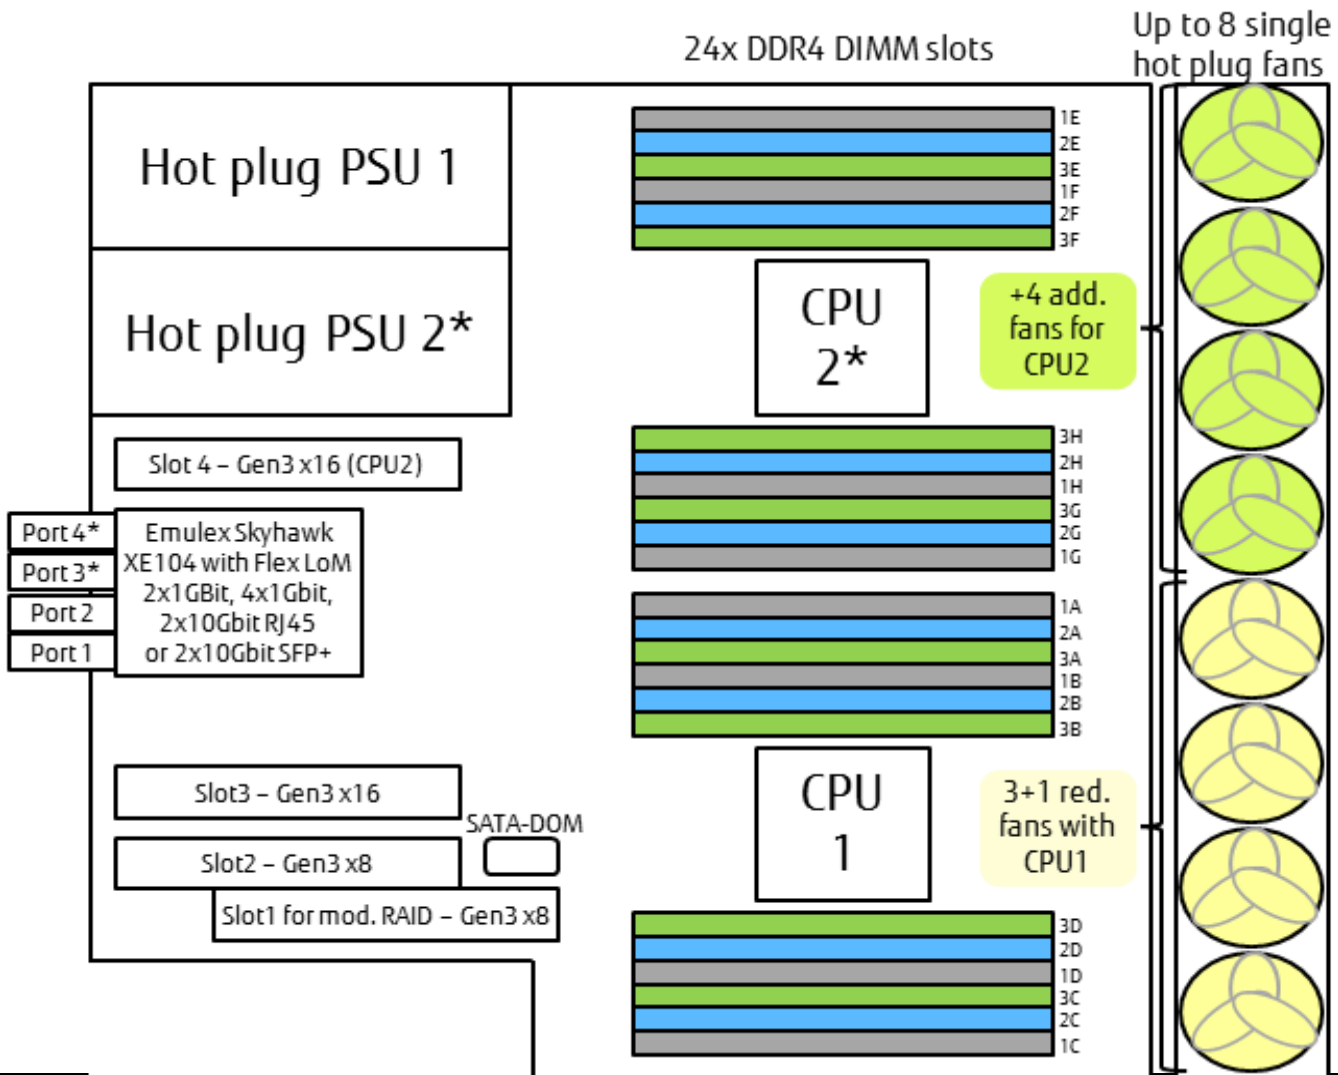 24x DDR4 DIMM slots
Up to 8 single
hot plug fans
Hot plug PSU 1
Hot plug PSU 2*
1E
2E
3E
1F
2F
3F
CPU
2*
+4 add.
fans for
CPU2
3H
2H
1H
3G
2G
1G
Slot 4 – Gen3 x16 (CPU2)
Port 4*
Port 3*
Port 2
Port 1
Emulex Skyhawk
XE104 with Flex LoM
2x1GBit, 4x1Gbit,
2x10Gbit RJ45
or 2x10Gbit SFP+
1A
2A
3A
1B
2B
3B
CPU
1
3+1 red.
fans with
CPU1
Slot3 – Gen3 x16
SATA-DOM
Slot2 – Gen3 x8
Slot1 for mod. RAID – Gen3 x8
3D
2D
1D
3C
2C
1C